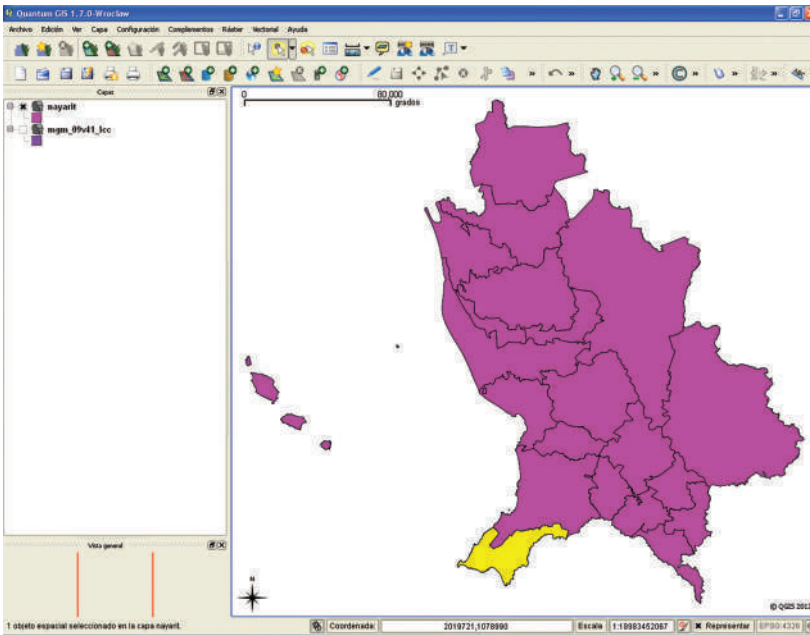 Quantum GIS 1.7.0-Wroclaw
Archivo Edición Ver Capa Configuración Complementos Ráster Vectorial Ayuda
Capas
nayarit
mgm_09v41_lcc
0 80,000
grados
Vista general
N
© QGIS 2012
1 objeto espacial seleccionado en la capa nayarit.
Coordenada: 2019721,1078990 Escala 1:18983452067 Representar EPSG:4326